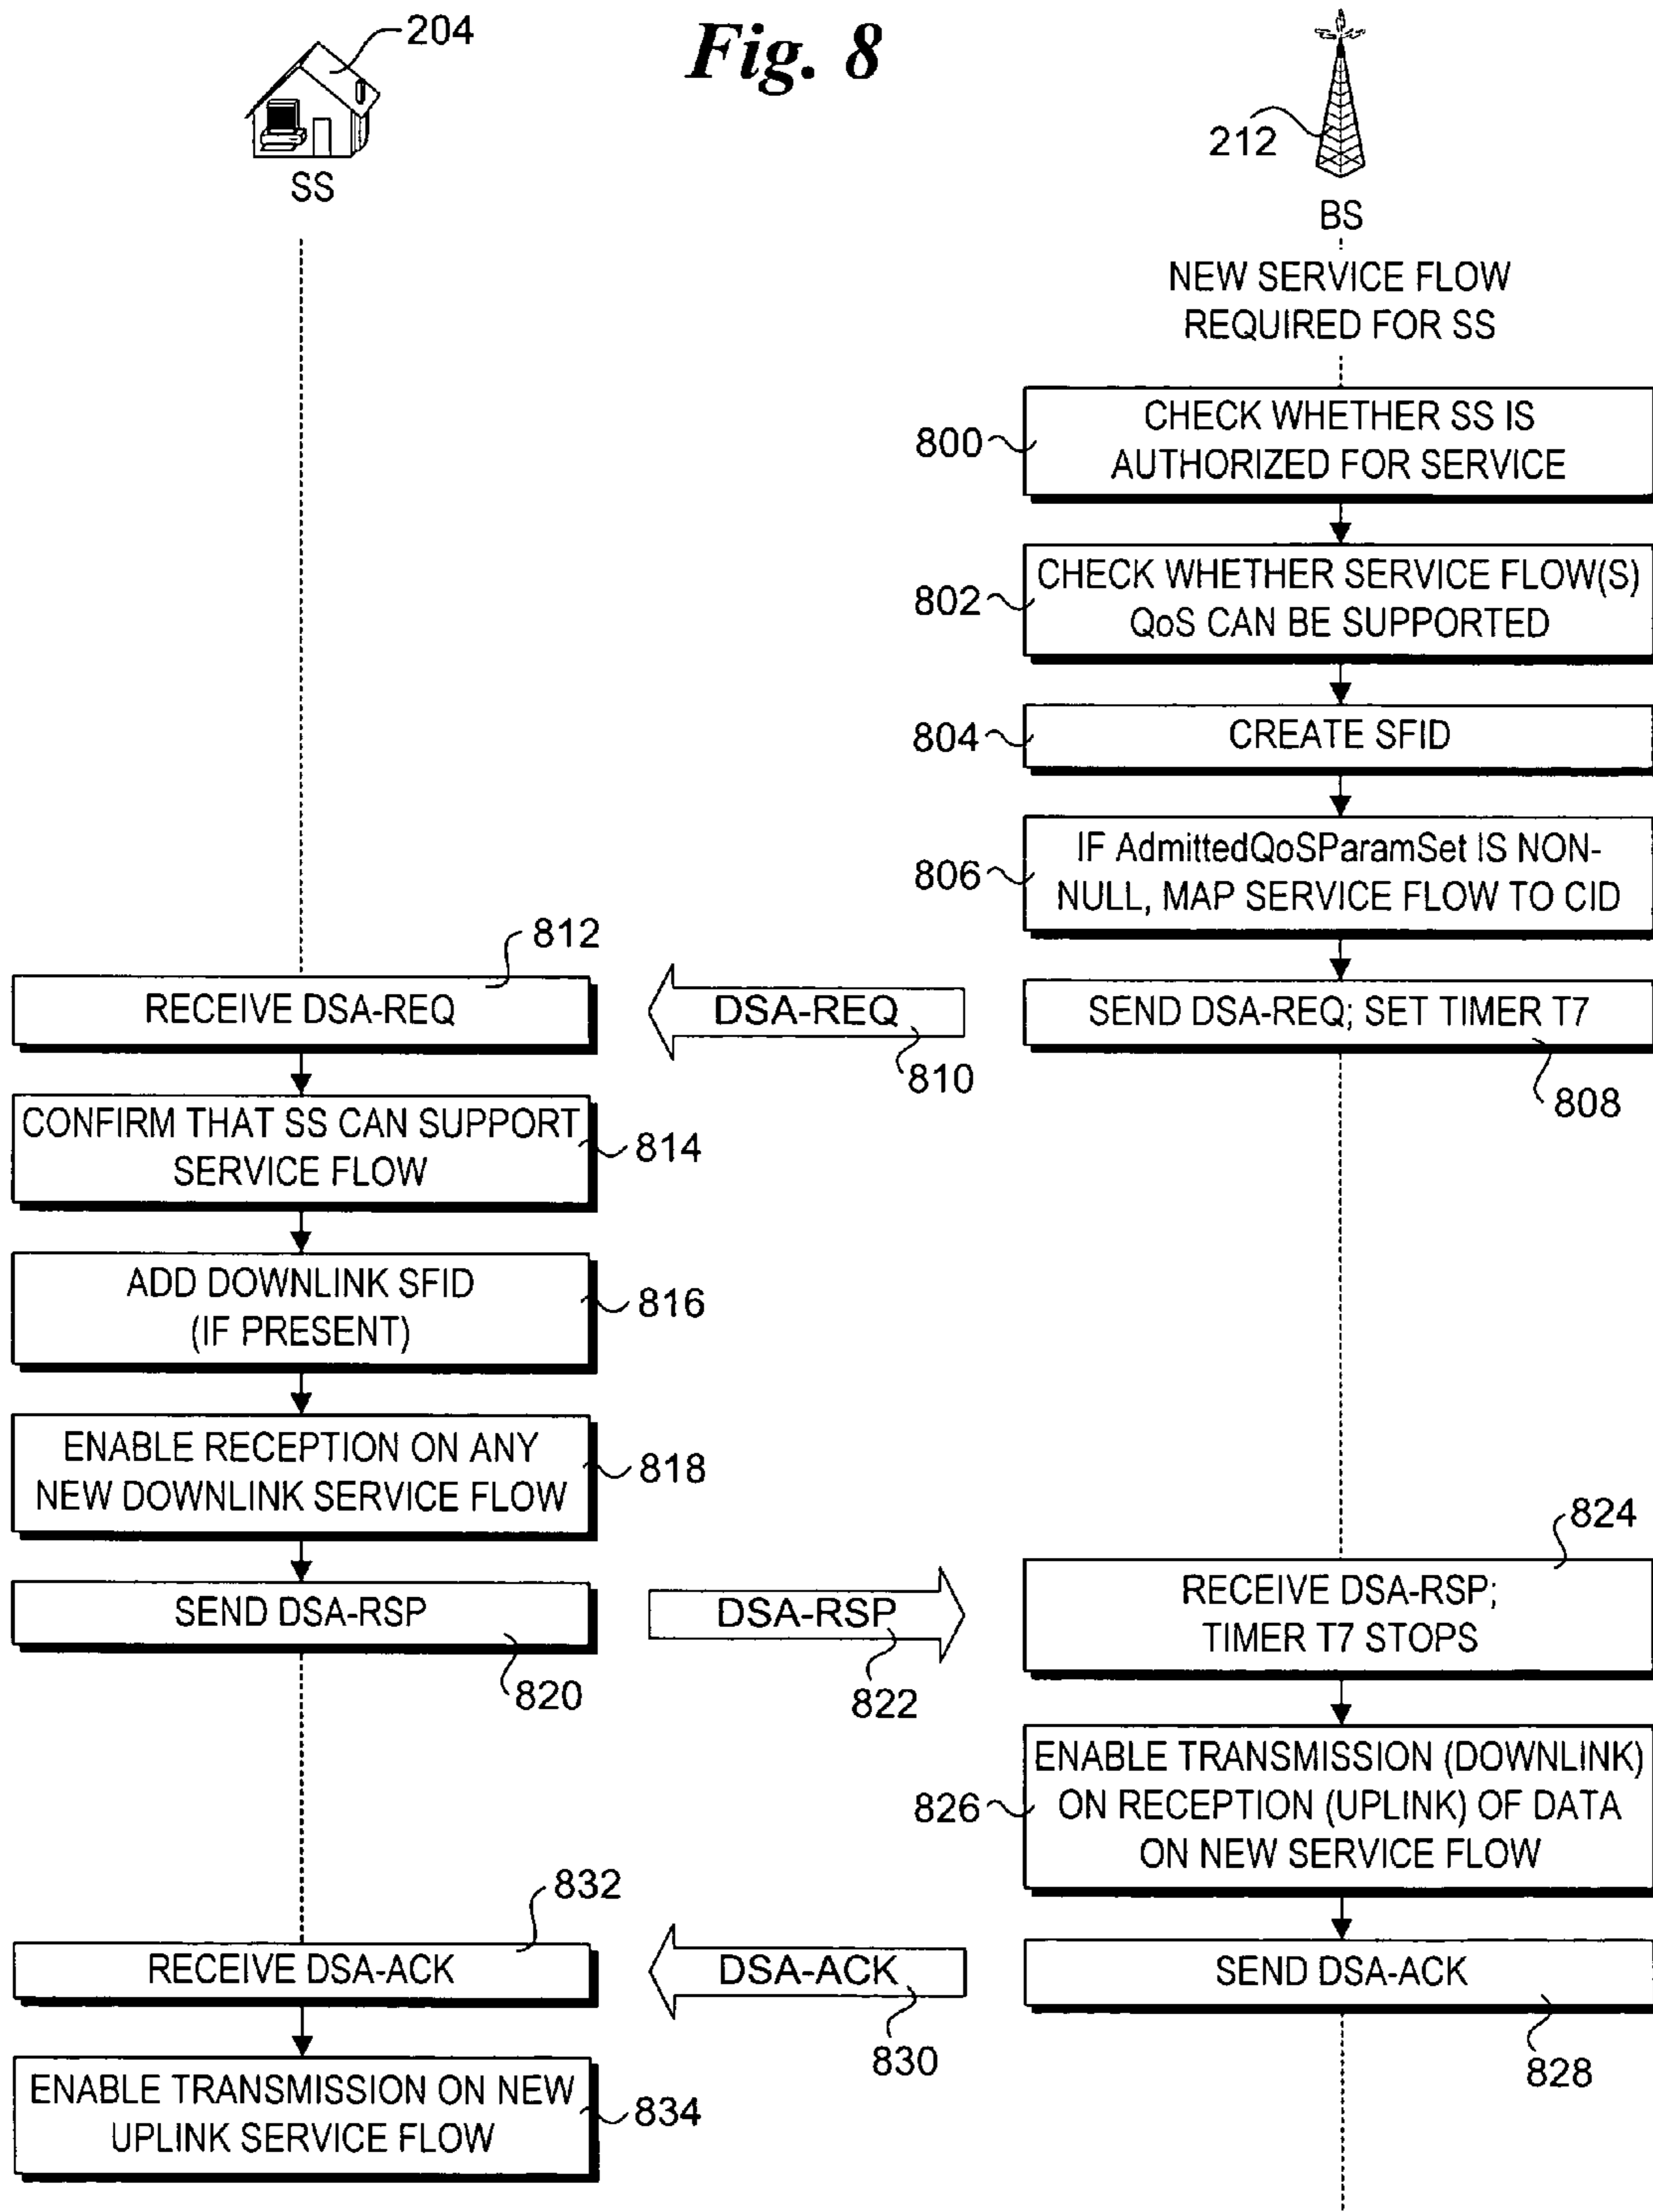 Fig. 8
204
SS
212
BS
NEW SERVICE FLOW
REQUIRED FOR SS
800
CHECK WHETHER SS IS
AUTHORIZED FOR SERVICE
802
CHECK WHETHER SERVICE FLOW(S)
QoS CAN BE SUPPORTED
804
CREATE SFID
806
IF AdmittedQoSParamSet IS NON-
NULL, MAP SERVICE FLOW TO CID
812
RECEIVE DSA-REQ
DSA-REQ
810
SEND DSA-REQ; SET TIMER T7
808
CONFIRM THAT SS CAN SUPPORT
SERVICE FLOW
814
ADD DOWNLINK SFID
(IF PRESENT)
816
ENABLE RECEPTION ON ANY
NEW DOWNLINK SERVICE FLOW
818
SEND DSA-RSP
820
DSA-RSP
822
824
RECEIVE DSA-RSP;
TIMER T7 STOPS
826
ENABLE TRANSMISSION (DOWNLINK)
ON RECEPTION (UPLINK) OF DATA
ON NEW SERVICE FLOW
832
RECEIVE DSA-ACK
DSA-ACK
830
SEND DSA-ACK
828
ENABLE TRANSMISSION ON NEW
UPLINK SERVICE FLOW
834